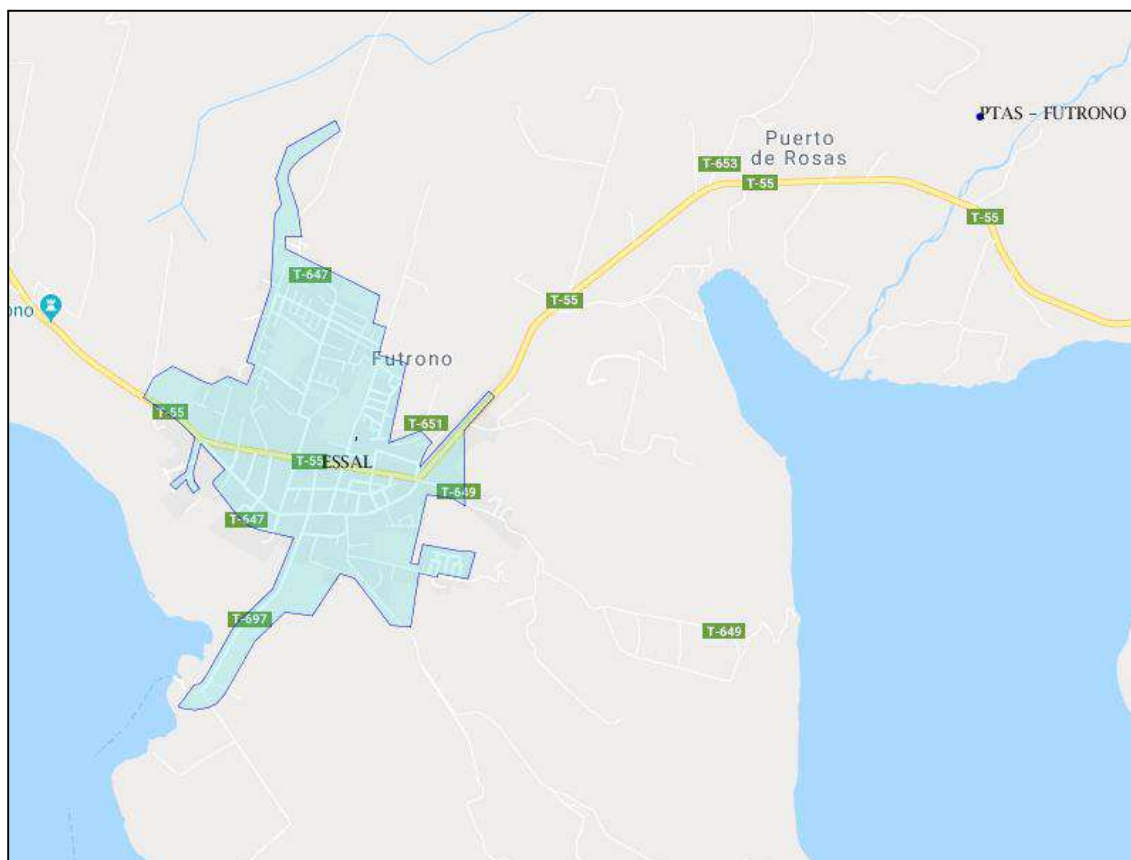 PTAS - FUTRONO
Puerto
de Rosas
T-653
T-55
T-55
T-647
T-55
ono
Futrono
T-55
T-651
T-55
ESSAL
T-649
T-647
T-697
T-649